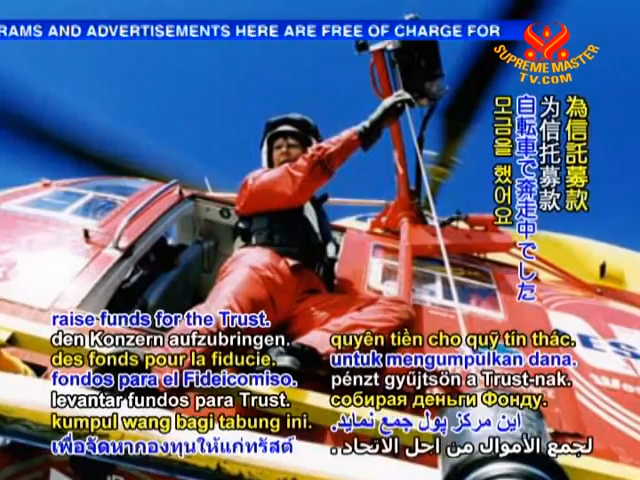 RAMS AND ADVERTISEMENTS HERE ARE FREE OF CHARGE FOR
SUPREME MASTER
TV.COM
為信託募款
为信托募款
自転車で奔走中でした
모금을 했어요
raise funds for the Trust.
den Konzern aufzubringen.
des fonds pour la fiducie.
fondos para el Fideicomiso.
levantar fundos para Trust.
kumpul wang bagi tabung ini.
เพื่อจัดหากองทุนให้แก่ทรัสต์
quyên tiền cho quỹ tín thác.
untuk mengumpulkan dana.
pénzt gyűjtsön a Trust-nak.
собирая деньги Фонду.
این مرکز پول جمع نماید.
لجمع الأموال من اجل الاتحاد .